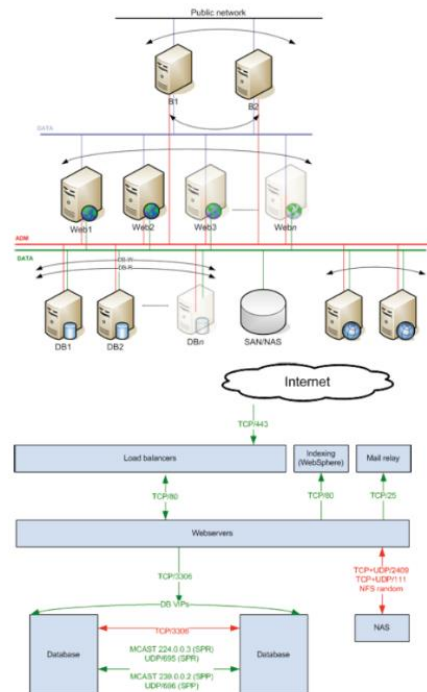 Public network
B1
B2
DATA
Web1
Web2
Web3
Webn
ADM
DATA
DB-W
DB-R
DB1
DB2
DBn
SAN/NAS
Internet
TCP/443
Load balancers
Indexing
(WebSphere)
Mail relay
TCP/80
TCP/80
TCP/25
Webservers
TCP/3306
TCP+UDP/2409
TCP+UDP/111
NFS random
DB VIPs
Database
TCP/3306
MCAST 224.0.0.3 (SPR)
UDP/695 (SPR)
MCAST 239.0.0.2 (SPP)
UDP/696 (SPP)
Database
NAS